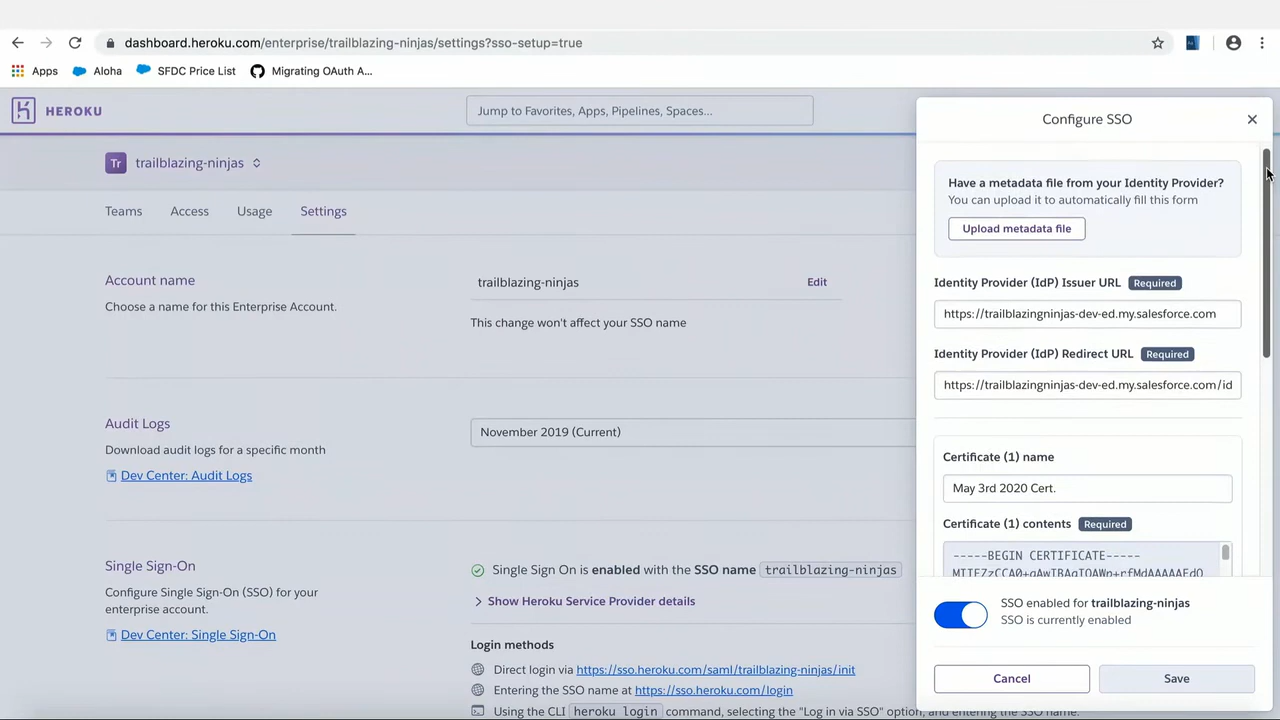 dashboard.heroku.com/enterprise/trailblazing-ninjas/settings?sso-setup=true
Apps Aloha SFDC Price List Migrating OAuth A...
HEROKU
Jump to Favorites, Apps, Pipelines, Spaces...
Tr trailblazing-ninjas
Teams Access Usage Settings
Account name
Choose a name for this Enterprise Account.
trailblazing-ninjas Edit
This change won't affect your SSO name
Audit Logs
Download audit logs for a specific month
Dev Center: Audit Logs
November 2019 (Current)
Single Sign-On
Configure Single Sign-On (SSO) for your
enterprise account.
Dev Center: Single Sign-On
Single Sign On is enabled with the SSO name trailblazing-ninjas
Show Heroku Service Provider details
Login methods
Direct login via https://sso.heroku.com/saml/trailblazing-ninjas/init
Entering the SSO name at https://sso.heroku.com/login
Using the CLI heroku login command, selecting the "Log in via SSO" option, and entering the SSO name.
Configure SSO
Have a metadata file from your Identity Provider?
You can upload it to automatically fill this form
Upload metadata file
Identity Provider (IdP) Issuer URL Required
https://trailblazingninjas-dev-ed.my.salesforce.com
Identity Provider (IdP) Redirect URL Required
https://trailblazingninjas-dev-ed.my.salesforce.com/id
Certificate (1) name
May 3rd 2020 Cert.
Certificate (1) contents Required
-----BEGIN CERTIFICATE-----
SSO enabled for trailblazing-ninjas
SSO is currently enabled
Cancel Save